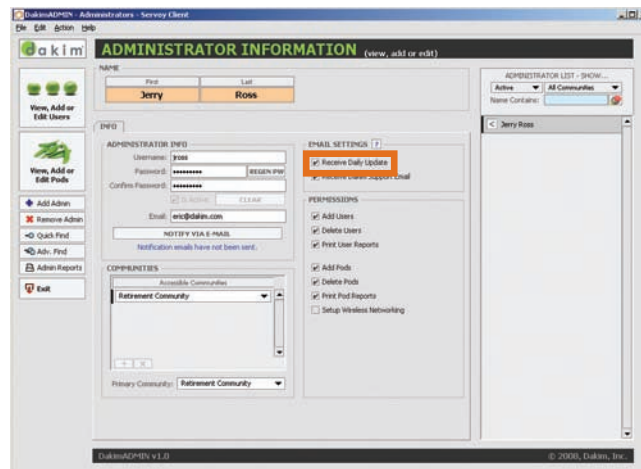 DakimADMIN - Administrators - Servoy Client
File Edit Action Help
dakim
ADMINISTRATOR INFORMATION (view, add or edit)
View, Add or
Edit Users
View, Add or
Edit Pods
Add Admin
Remove Admin
Quick Find
Adv. Find
Admin Reports
Exit
NAME
First Last
Jerry Ross
INFO
ADMINISTRATOR INFO
Username: jross
Password: ********* REGEN PW
Confirm Password: *********
Is Active CLEAR
Email: eric@dakim.com
NOTIFY VIA E-MAIL
Notification emails have not been sent.
COMMUNITIES
Accessible Communities
Retirement Community
+ x
Primary Community: Retirement Community
EMAIL SETTINGS ?
Receive Daily Update
Receive Dakim Support Email
PERMISSIONS
Add Users
Delete Users
Print User Reports
Add Pods
Delete Pods
Print Pod Reports
Setup Wireless Networking
ADMINISTRATOR LIST - SHOW...
Active All Communities
Name Contains:
< Jerry Ross
DakimADMIN v1.0 © 2008, Dakim, Inc.